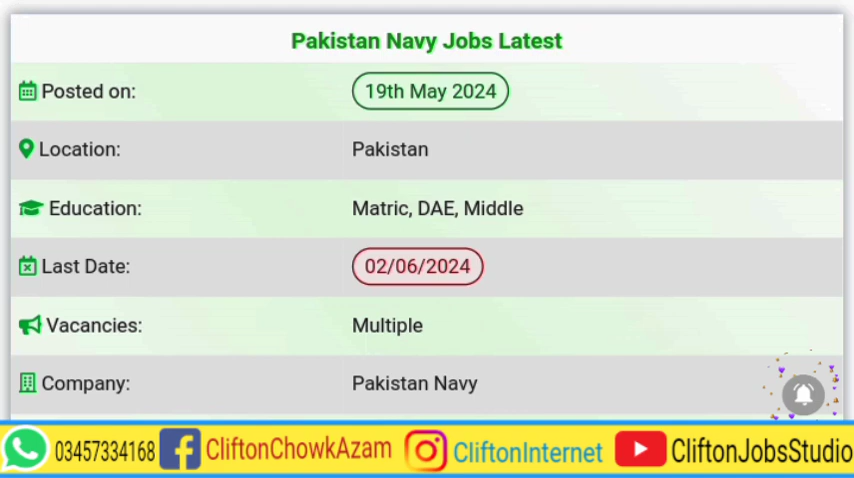 Pakistan Navy Jobs Latest
Posted on: 19th May 2024
Location: Pakistan
Education: Matric, DAE, Middle
Last Date: 02/06/2024
Vacancies: Multiple
Company: Pakistan Navy
03457334168 CliftonChowkAzam CliftonInternet CliftonJobsStudio